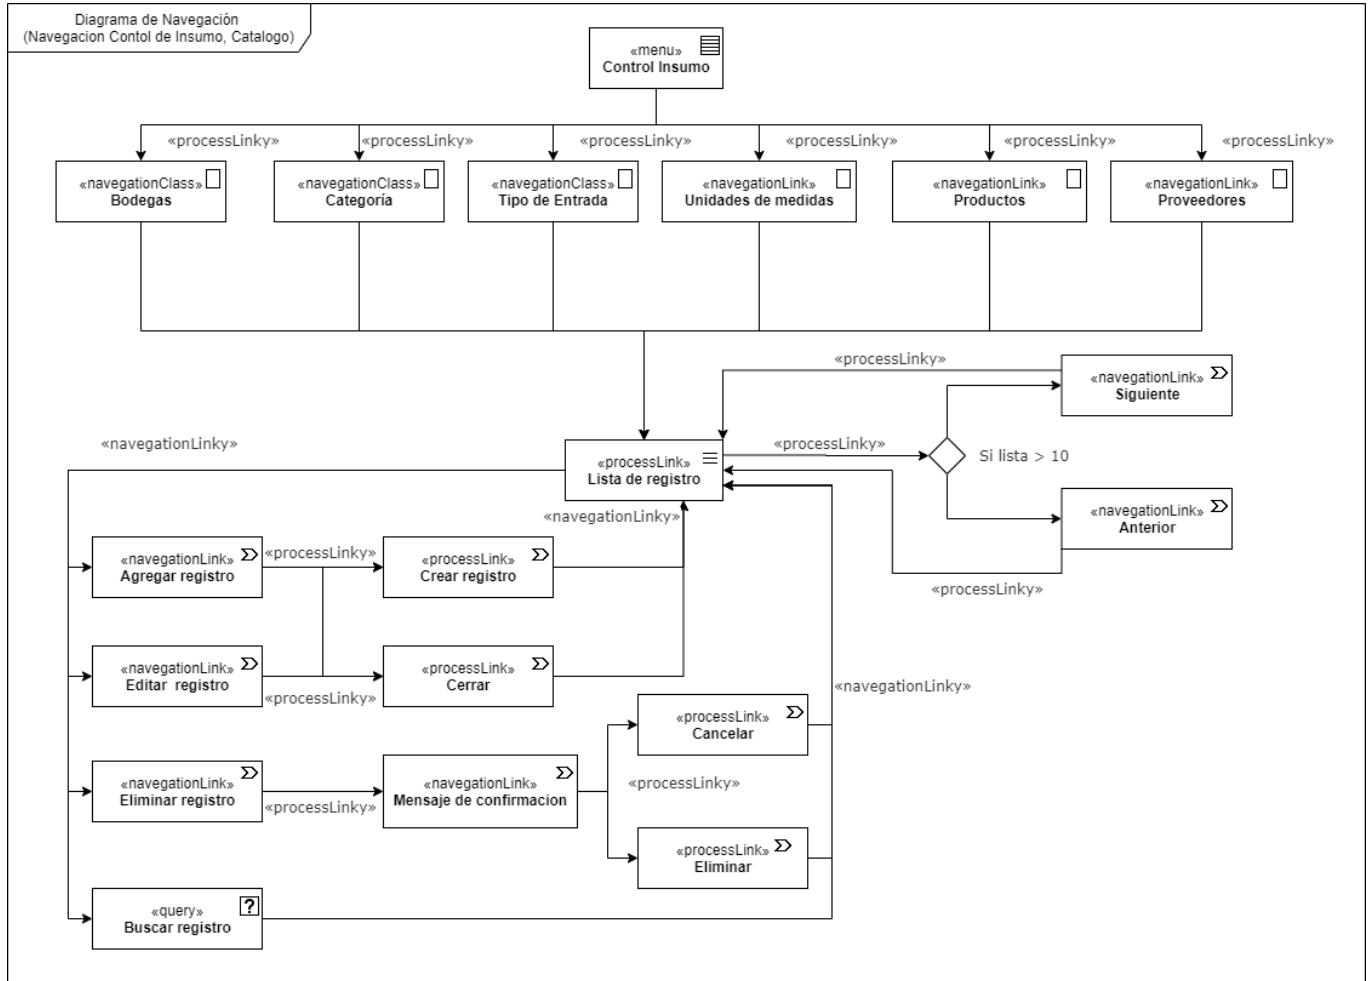 Diagrama de Navegación
(Navegacion Contol de Insumo, Catalogo)
«menu»
Control Insumo
«processLinky»
«processLinky»
«processLinky»
«processLinky»
«processLinky»
«processLinky»
«navegationClass»
Bodegas
«navegationClass»
Categoría
«navegationClass»
Tipo de Entrada
«navegationLink»
Unidades de medidas
«navegationLink»
Productos
«navegationLink»
Proveedores
«processLinky»
«navegationLink»
Siguiente
«navegationLinky»
«processLink»
Lista de registro
«processLinky»
Si lista > 10
«navegationLinky»
«navegationLink»
Anterior
«processLinky»
«navegationLink»
Agregar registro
«processLinky»
«processLink»
Crear registro
«navegationLink»
Editar  registro
«processLinky»
«processLink»
Cerrar
«navegationLinky»
«processLink»
Cancelar
«navegationLink»
Eliminar registro
«processLinky»
«navegationLink»
Mensaje de confirmacion
«processLinky»
«processLink»
Eliminar
«query»
Buscar registro
?